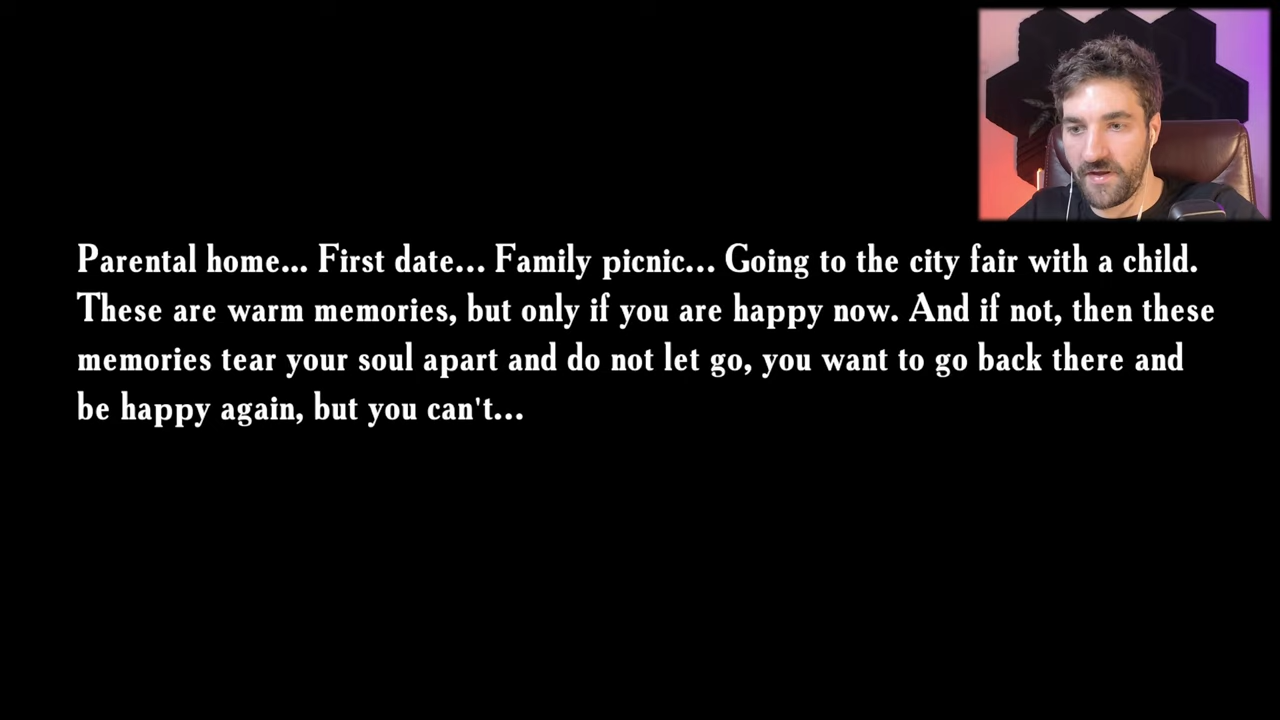 Parental home... First date... Family picnic... Going to the city fair with a child.
These are warm memories, but only if you are happy now. And if not, then these
memories tear your soul apart and do not let go, you want to go back there and
be happy again, but you can't...